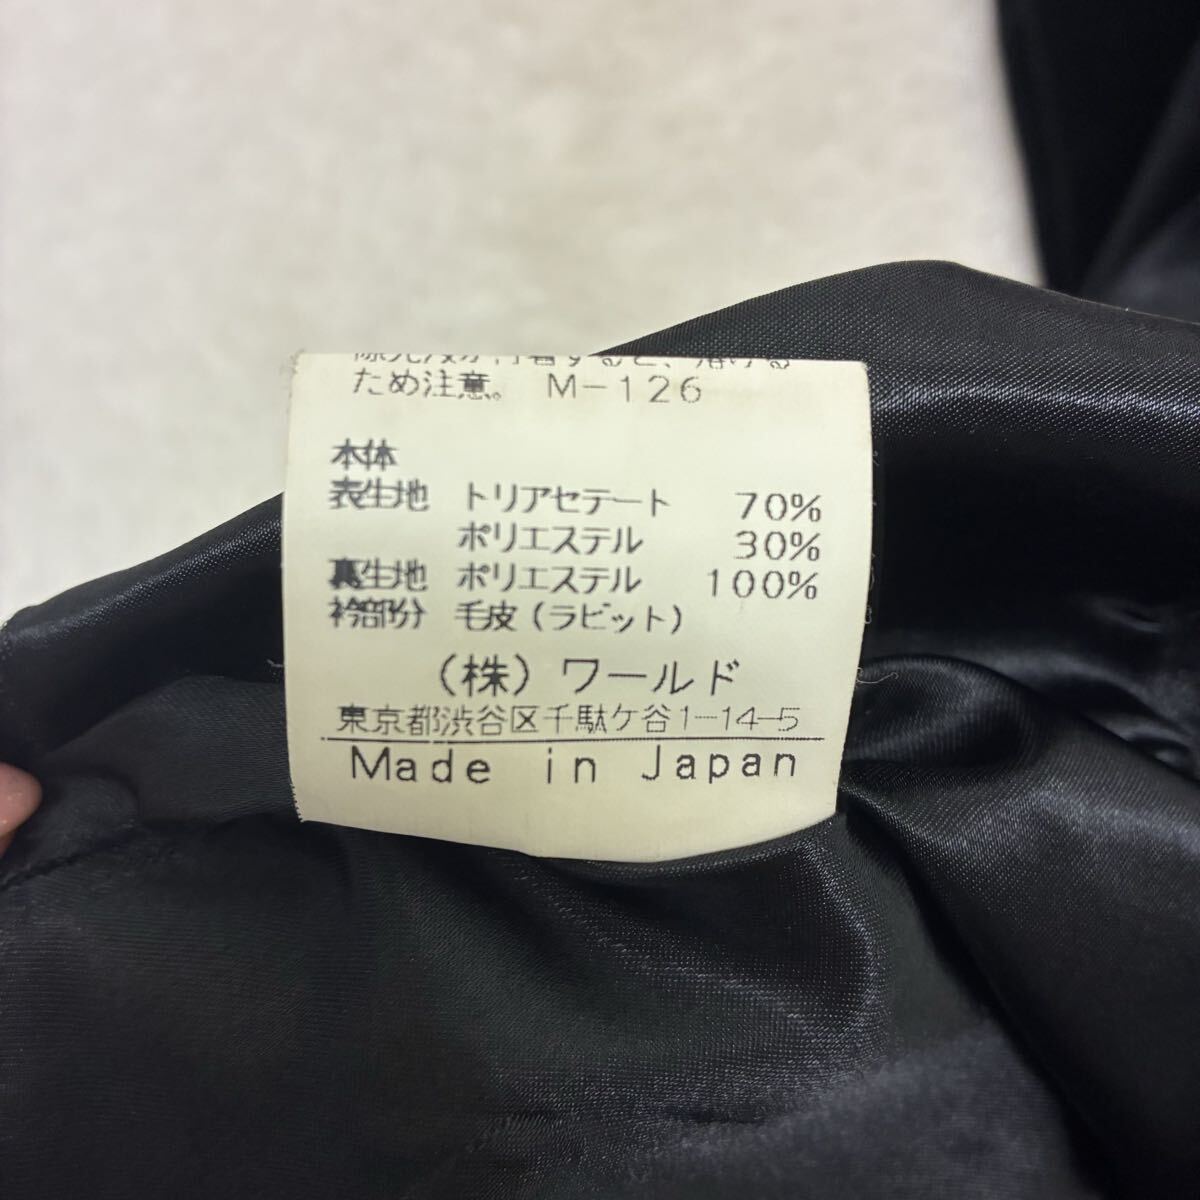 ため注意。 M-126
本体
表生地 トリアセテート 70%
ポリエステル 30%
裏生地 ポリエステル 100%
衿部分 毛皮(ラビット)
(株)ワールド
東京都渋谷区千駄ケ谷1-14-5
Made in Japan